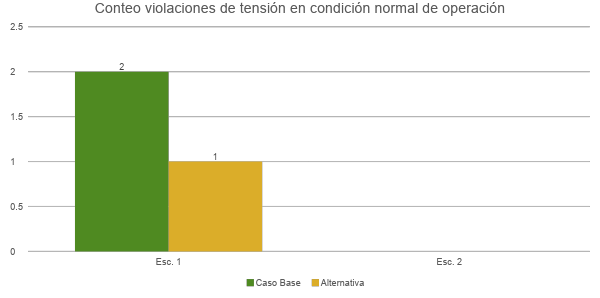 Conteo violaciones de tensión en condición normal de operación
2.5
2
1.5
1
0.5
0
2
1
Esc. 1
Esc. 2
Caso Base
Alternativa